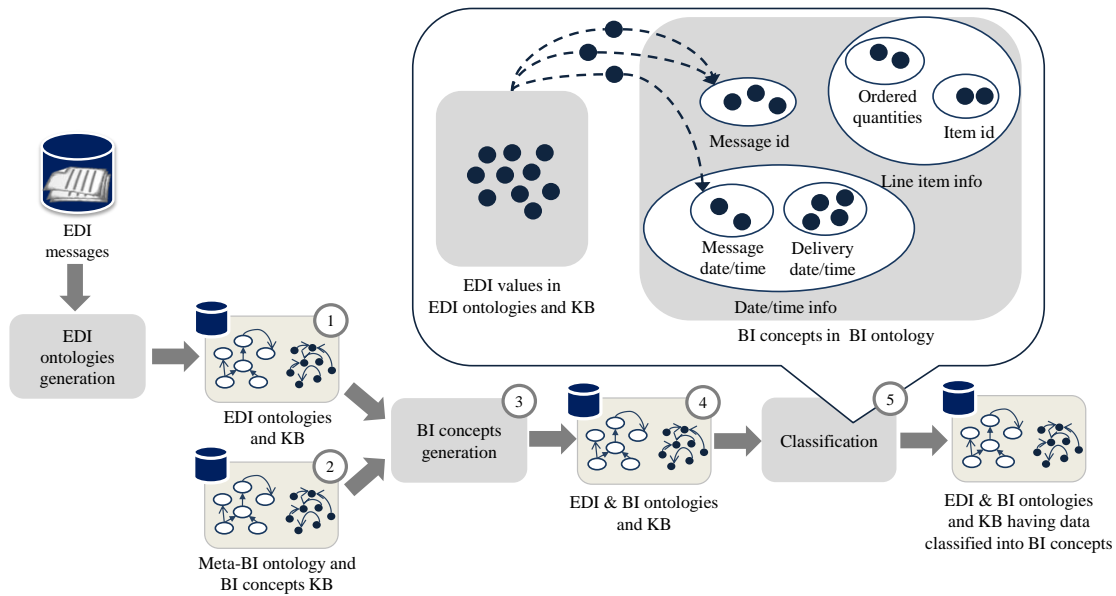 Ordered
quantities
Item id
Message id
Line item info
Message
date/time
Delivery
date/time
Date/time info
EDI values in
EDI ontologies and KB
BI concepts in BI ontology
EDI
messages
EDI
ontologies
generation
1
EDI ontologies
and KB
2
Meta-BI ontology and
BI concepts KB
3
BI concepts
generation
4
EDI & BI ontologies
and KB
5
Classification
EDI & BI ontologies
and KB having data
classified into BI concepts